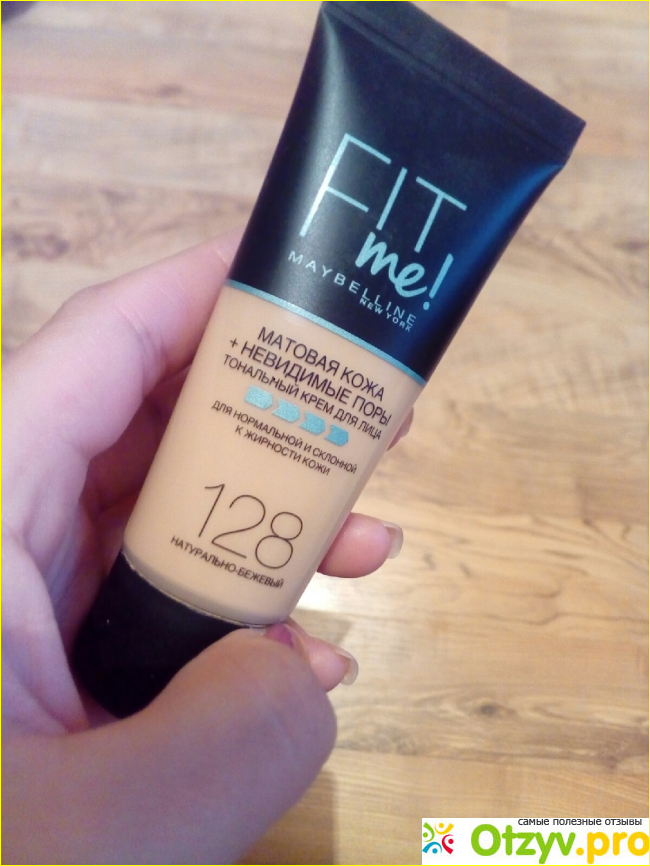 FIT
me!
MAYBELLINE
NEW YORK
МАТОВАЯ КОЖА
+ НЕВИДИМЫЕ ПОРЫ
ТОНАЛЬНЫЙ КРЕМ ДЛЯ ЛИЦА
ДЛЯ НОРМАЛЬНОЙ И СКЛОННОЙ
К ЖИРНОСТИ КОЖИ
128
НАТУРАЛЬНО-БЕЖЕВЫЙ
самые полезные отзывы
Otzyv.pro